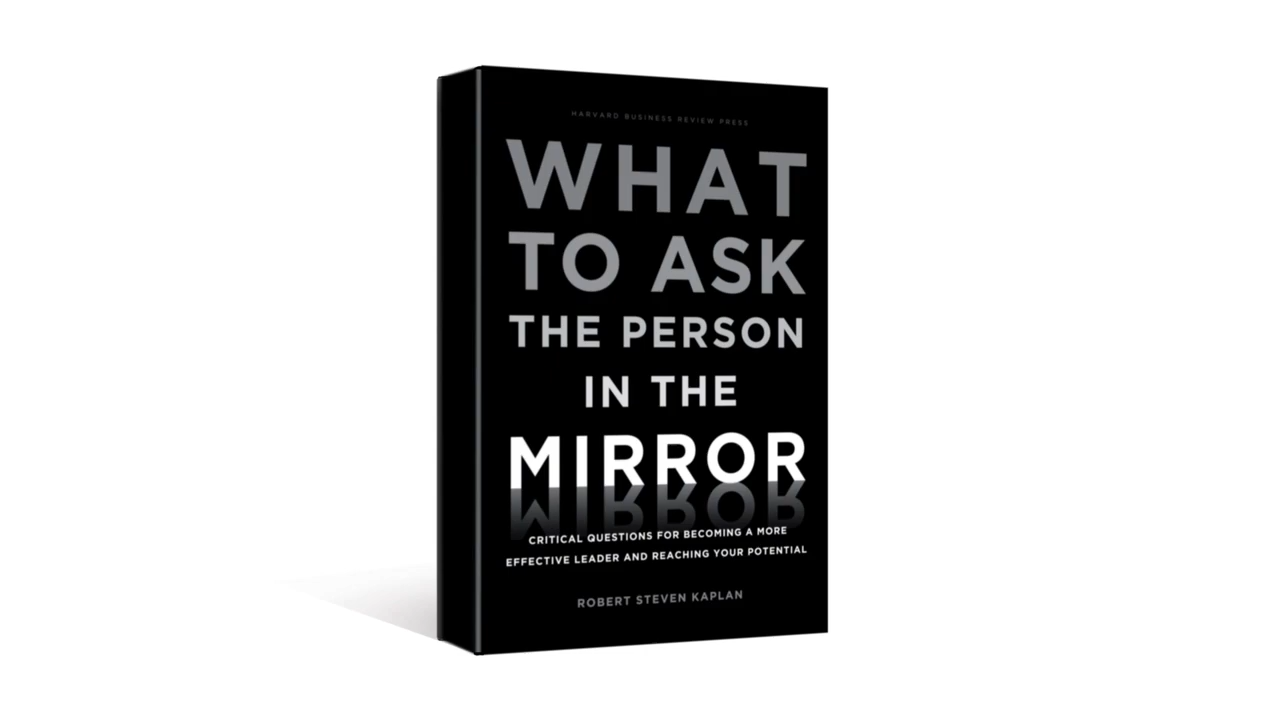 HARVARD BUSINESS REVIEW PRESS
WHAT
TO ASK
THE PERSON
IN THE
MIRROR
CRITICAL QUESTIONS FOR BECOMING A MORE
EFFECTIVE LEADER AND REACHING YOUR POTENTIAL
ROBERT STEVEN KAPLAN